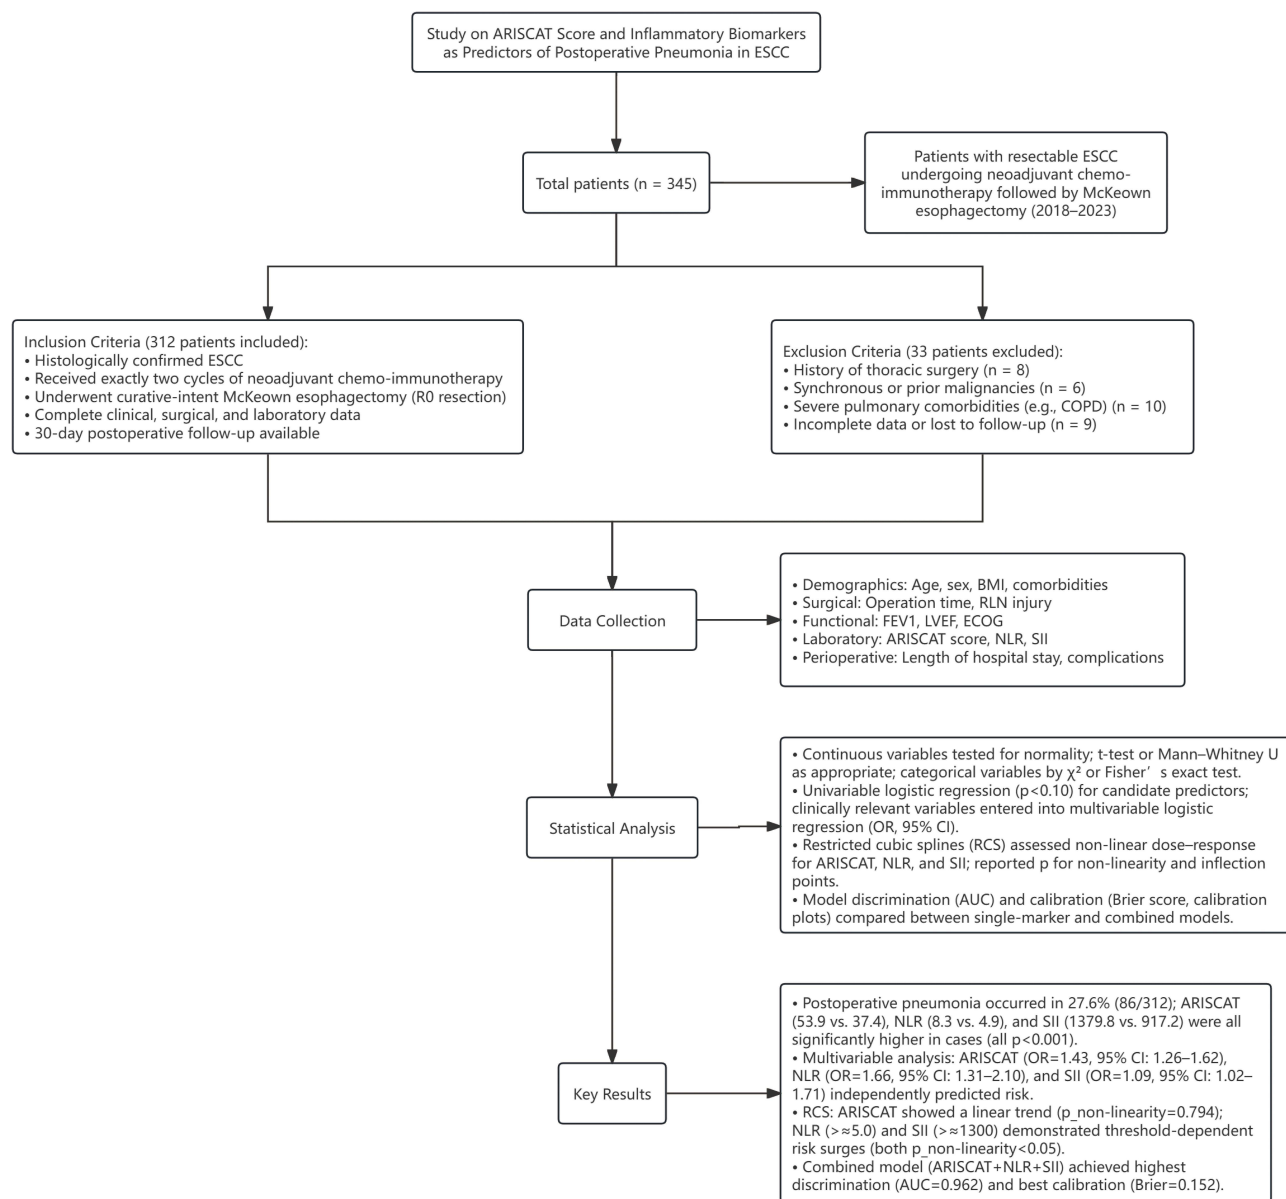 Study on ARISCAT Score and Inflammatory Biomarkers
as Predictors of Postoperative Pneumonia in ESCC
Total patients (n = 345)
Patients with resectable ESCC
undergoing neoadjuvant chemo-
immunotherapy followed by McKeown
esophagectomy (2018–2023)
Inclusion Criteria (312 patients included):
• Histologically confirmed ESCC
• Received exactly two cycles of neoadjuvant chemo-immunotherapy
• Underwent curative-intent McKeown esophagectomy (R0 resection)
• Complete clinical, surgical, and laboratory data
• 30-day postoperative follow-up available
Exclusion Criteria (33 patients excluded):
• History of thoracic surgery (n = 8)
• Synchronous or prior malignancies (n = 6)
• Severe pulmonary comorbidities (e.g., COPD) (n = 10)
• Incomplete data or lost to follow-up (n = 9)
Data Collection
• Demographics: Age, sex, BMI, comorbidities
• Surgical: Operation time, RLN injury
• Functional: FEV1, LVEF, ECOG
• Laboratory: ARISCAT score, NLR, SII
• Perioperative: Length of hospital stay, complications
Statistical Analysis
• Continuous variables tested for normality; t-test or Mann–Whitney U
as appropriate; categorical variables by χ² or Fisher’s exact test.
• Univariable logistic regression (p<0.10) for candidate predictors;
clinically relevant variables entered into multivariable logistic
regression (OR, 95% CI).
• Restricted cubic splines (RCS) assessed non-linear dose–response
for ARISCAT, NLR, and SII; reported p for non-linearity and inflection
points.
• Model discrimination (AUC) and calibration (Brier score, calibration
plots) compared between single-marker and combined models.
Key Results
• Postoperative pneumonia occurred in 27.6% (86/312); ARISCAT
(53.9 vs. 37.4), NLR (8.3 vs. 4.9), and SII (1379.8 vs. 917.2) were all
significantly higher in cases (all p<0.001).
• Multivariable analysis: ARISCAT (OR=1.43, 95% CI: 1.26–1.62),
NLR (OR=1.66, 95% CI: 1.31–2.10), and SII (OR=1.09, 95% CI: 1.02–
1.71) independently predicted risk.
• RCS: ARISCAT showed a linear trend (p_non-linearity=0.794);
NLR (>≈5.0) and SII (>≈1300) demonstrated threshold-dependent
risk surges (both p_non-linearity<0.05).
• Combined model (ARISCAT+NLR+SII) achieved highest
discrimination (AUC=0.962) and best calibration (Brier=0.152).